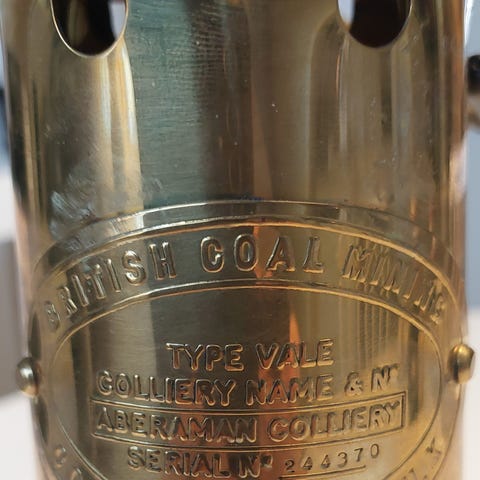 BRITISH COAL MINING
TYPE VALE
COLLIERY NAME & Nº
ABERAMAN COLLIERY
SERIAL Nº 244370